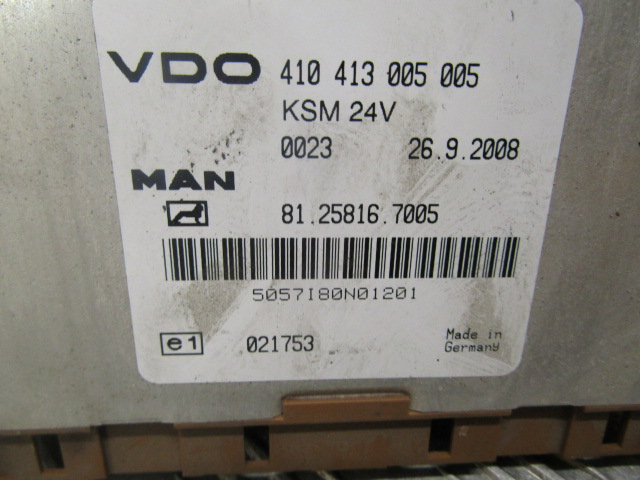 VDO 410 413 005 005
KSM 24V
0023 26.9.2008
MAN
81.25816.7005
5057180N01201
e1 021753 Made in
Germany